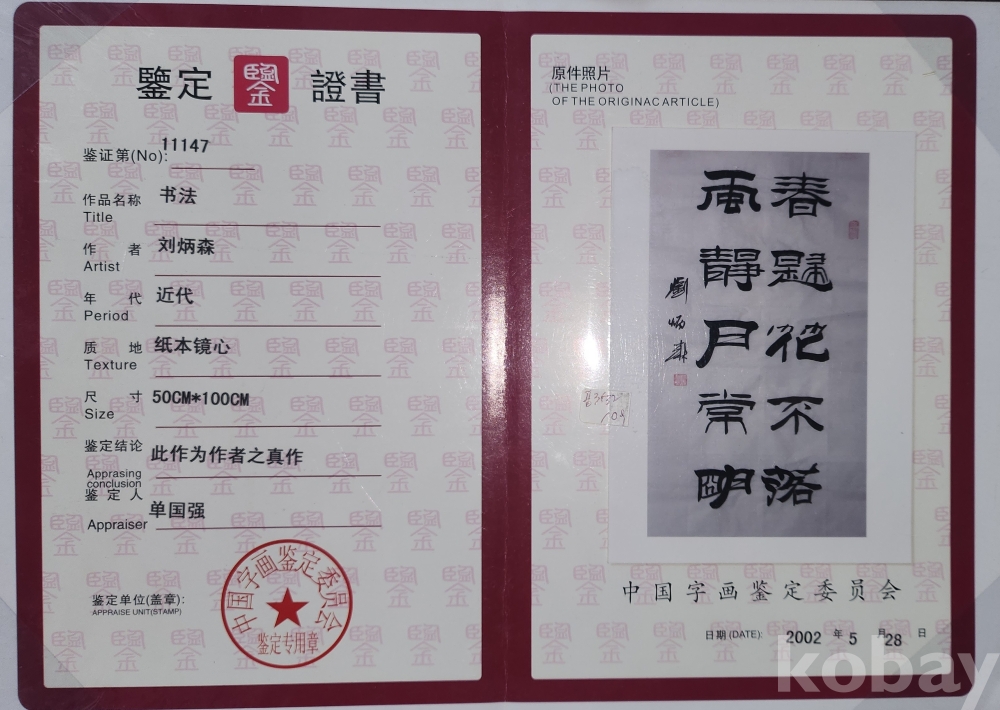 鑒定 鑒 證書
鉴证第(No): 11147
作品名称 书法
Title
作者 刘炳森
Artist
年代 近代
Period
质地 纸本镜心
Texture
尺寸 50CM*100CM
Size
鉴定结论 此作为作者之真作
Apprasing
conclusion
鉴定人 单国强
Appraiser
鉴定单位(盖章):
APPRAISE UNIT(STAMP)
中国字画鉴定委员会
鉴定专用章
原件照片
(THE PHOTO
OF THE ORIGINAC ARTICLE)
春题花不落
風靜月常明
劉炳森
中国字画鉴定委员会
日期(DATE): 2002 年 5 月 28 日
kobay